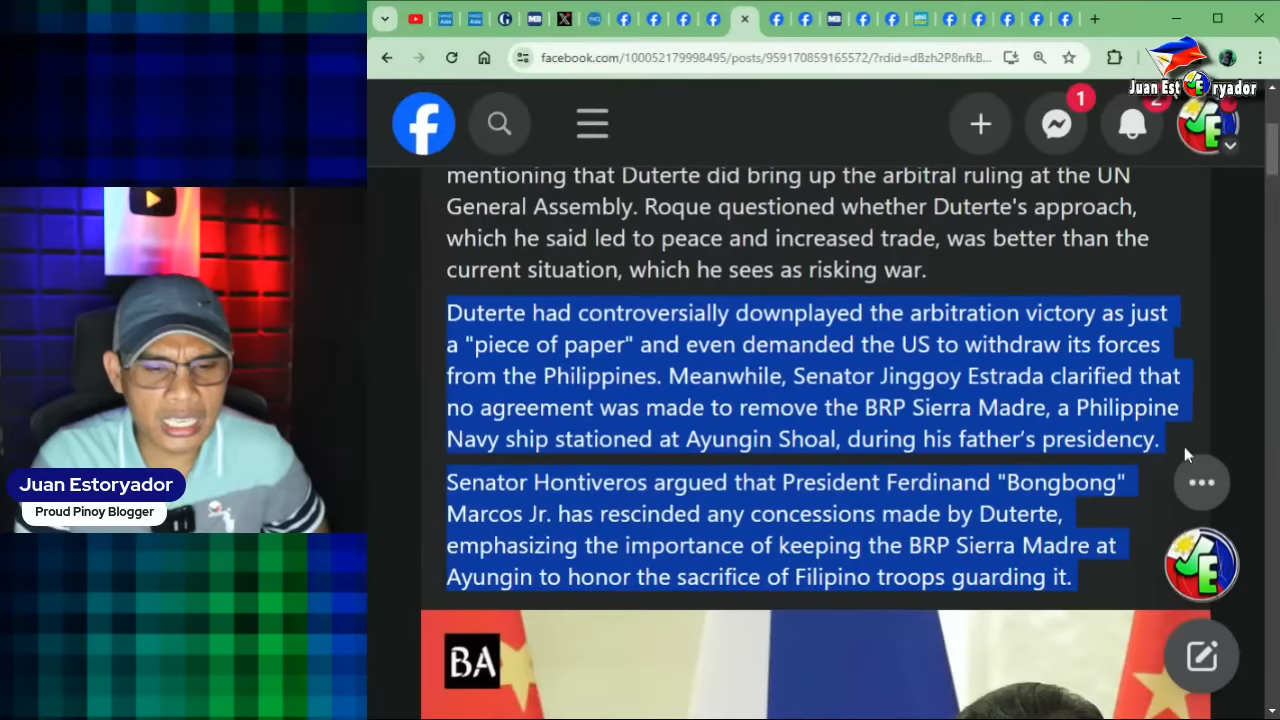 facebook.com/100052179998495/posts/959170859165572/?rdid=dBzh2P8nfkB...
Juan Est ryador
1
2
mentioning that Duterte did bring up the arbitral ruling at the UN
General Assembly. Roque questioned whether Duterte's approach,
which he said led to peace and increased trade, was better than the
current situation, which he sees as risking war.
Duterte had controversially downplayed the arbitration victory as just
a "piece of paper" and even demanded the US to withdraw its forces
from the Philippines. Meanwhile, Senator Jinggoy Estrada clarified that
no agreement was made to remove the BRP Sierra Madre, a Philippine
Navy ship stationed at Ayungin Shoal, during his father’s presidency.
Senator Hontiveros argued that President Ferdinand "Bongbong"
Marcos Jr. has rescinded any concessions made by Duterte,
emphasizing the importance of keeping the BRP Sierra Madre at
Ayungin to honor the sacrifice of Filipino troops guarding it.
Juan Estoryador
Proud Pinoy Blogger
BA